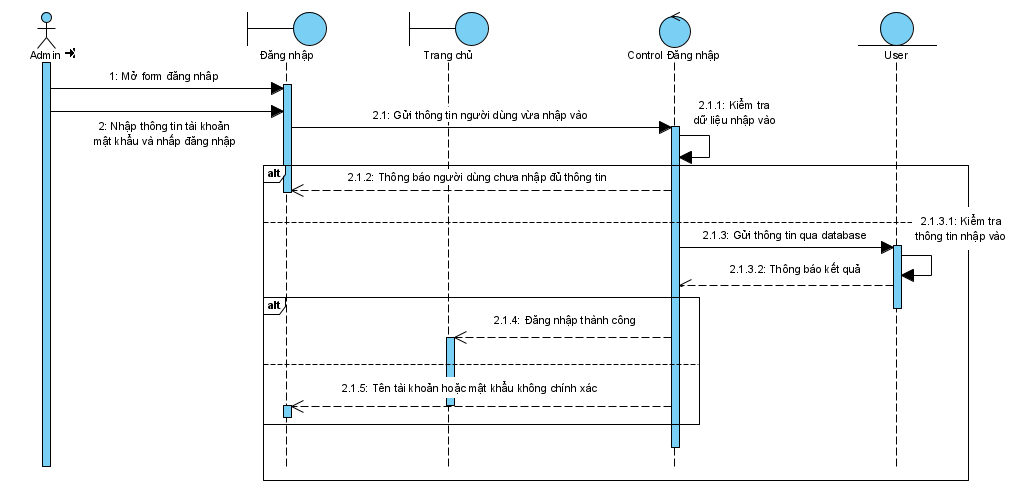 Admin
Đăng nhập
Trang chủ
Control Đăng nhập
User
1: Mở form đăng nhâp
2: Nhập thông tin tài khoản
mật khẩu và nhấp đăng nhập
2.1: Gửi thông tin người dùng vừa nhập vào
2.1.1: Kiểm tra
dữ liệu nhập vào
alt
2.1.2: Thông báo người dùng chưa nhập đủ thông tin
2.1.3.1: Kiểm tra
thông tin nhập vào
2.1.3: Gửi thông tin qua database
2.1.3.2: Thông báo kết quả
alt
2.1.4: Đăng nhập thành công
2.1.5: Tên tài khoản hoặc mật khẩu không chính xác